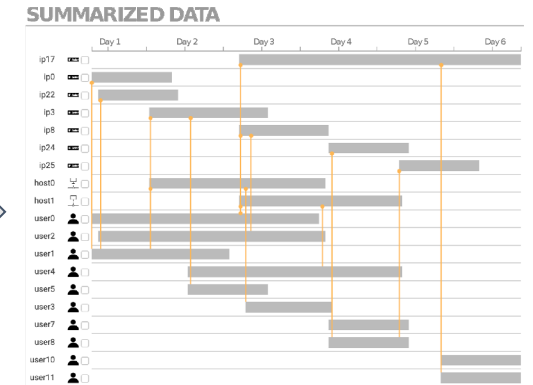 SUMMARIZED DATA
Day 1 Day 2 Day 3 Day 4 Day 5 Day 6
ip17
ip0
ip22
ip3
ip8
ip24
ip25
host0
host1
user0
user2
user1
user4
user5
user3
user7
user8
user10
user11